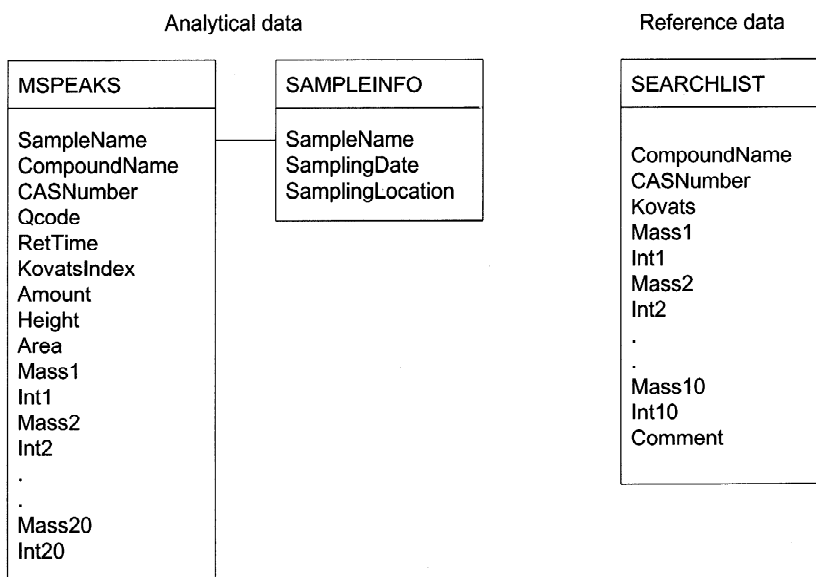 Analytical data
MSPEAKS
SampleName
CompoundName
CASNumber
Qcode
RetTime
KovatsIndex
Amount
Height
Area
Mass1
Int1
Mass2
Int2
.
.
Mass20
Int20
SAMPLEINFO
SampleName
SamplingDate
SamplingLocation
Reference data
SEARCHLIST
CompoundName
CASNumber
Kovats
Mass1
Int1
Mass2
Int2
.
.
Mass10
Int10
Comment